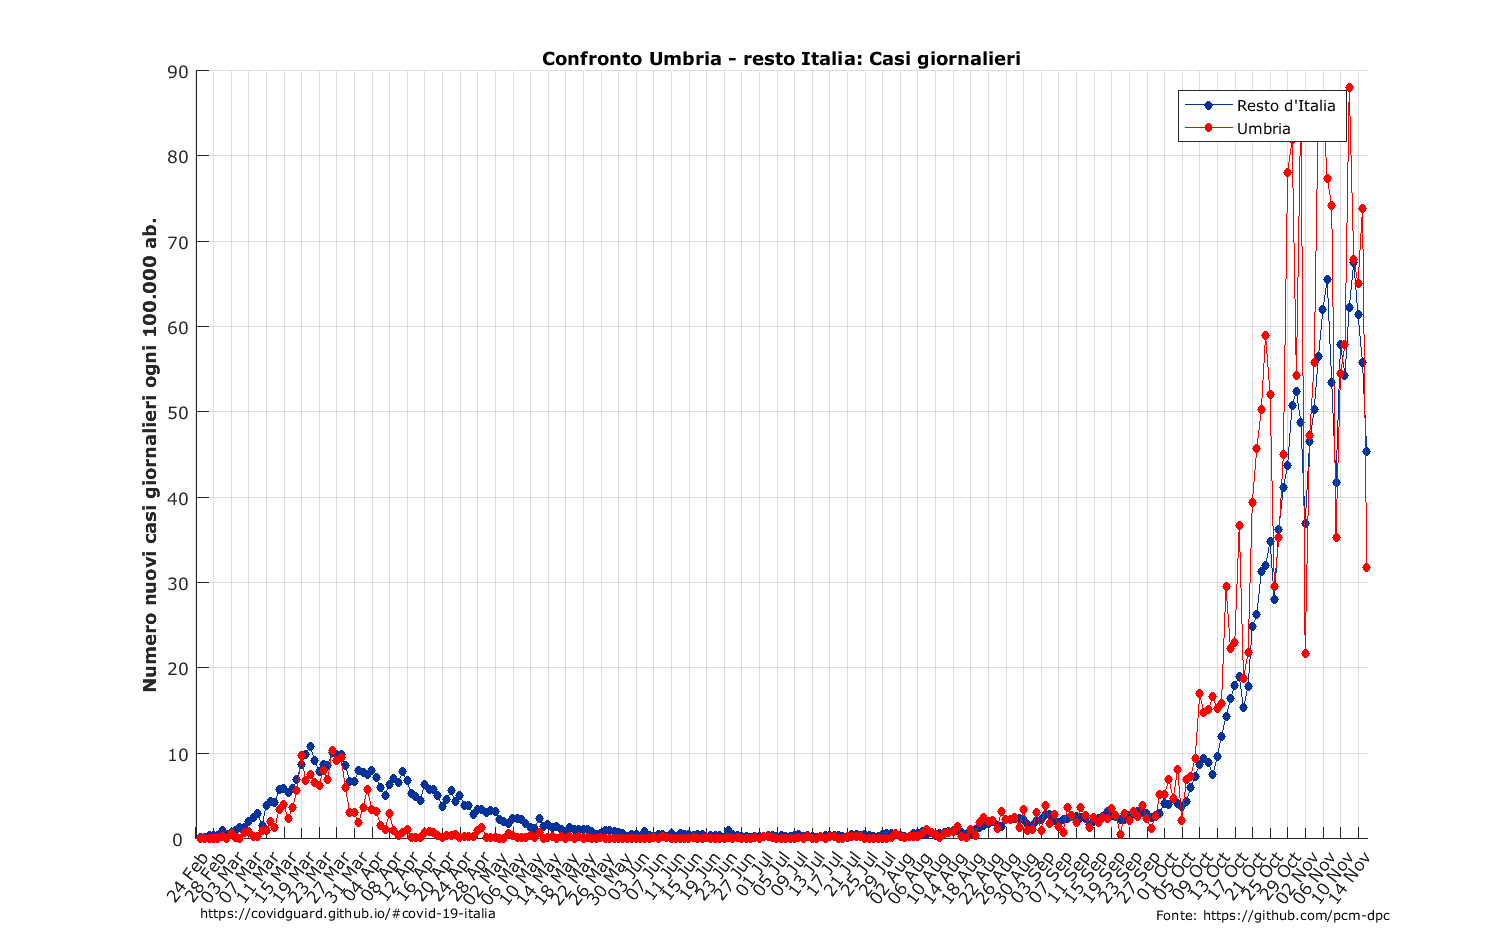 Confronto Umbria - resto Italia: Casi giornalieri
Numero nuovi casi giornalieri ogni 100.000 ab.
90
80
70
60
50
40
30
20
10
0
Resto d'Italia
Umbria
24 Feb
28 Feb
03 Mar
07 Mar
11 Mar
15 Mar
19 Mar
23 Mar
27 Mar
31 Mar
04 Apr
08 Apr
12 Apr
16 Apr
20 Apr
24 Apr
28 Apr
02 May
06 May
10 May
14 May
18 May
22 May
26 May
30 May
03 Jun
07 Jun
11 Jun
15 Jun
19 Jun
23 Jun
27 Jun
01 Jul
05 Jul
09 Jul
13 Jul
17 Jul
21 Jul
25 Jul
29 Jul
02 Aug
06 Aug
10 Aug
14 Aug
18 Aug
22 Aug
26 Aug
30 Aug
03 Sep
07 Sep
11 Sep
15 Sep
19 Sep
23 Sep
27 Sep
01 Oct
05 Oct
09 Oct
13 Oct
17 Oct
21 Oct
25 Oct
29 Oct
02 Nov
06 Nov
10 Nov
14 Nov
https://covidguard.github.io/#covid-19-italia
Fonte: https://github.com/pcm-dpc